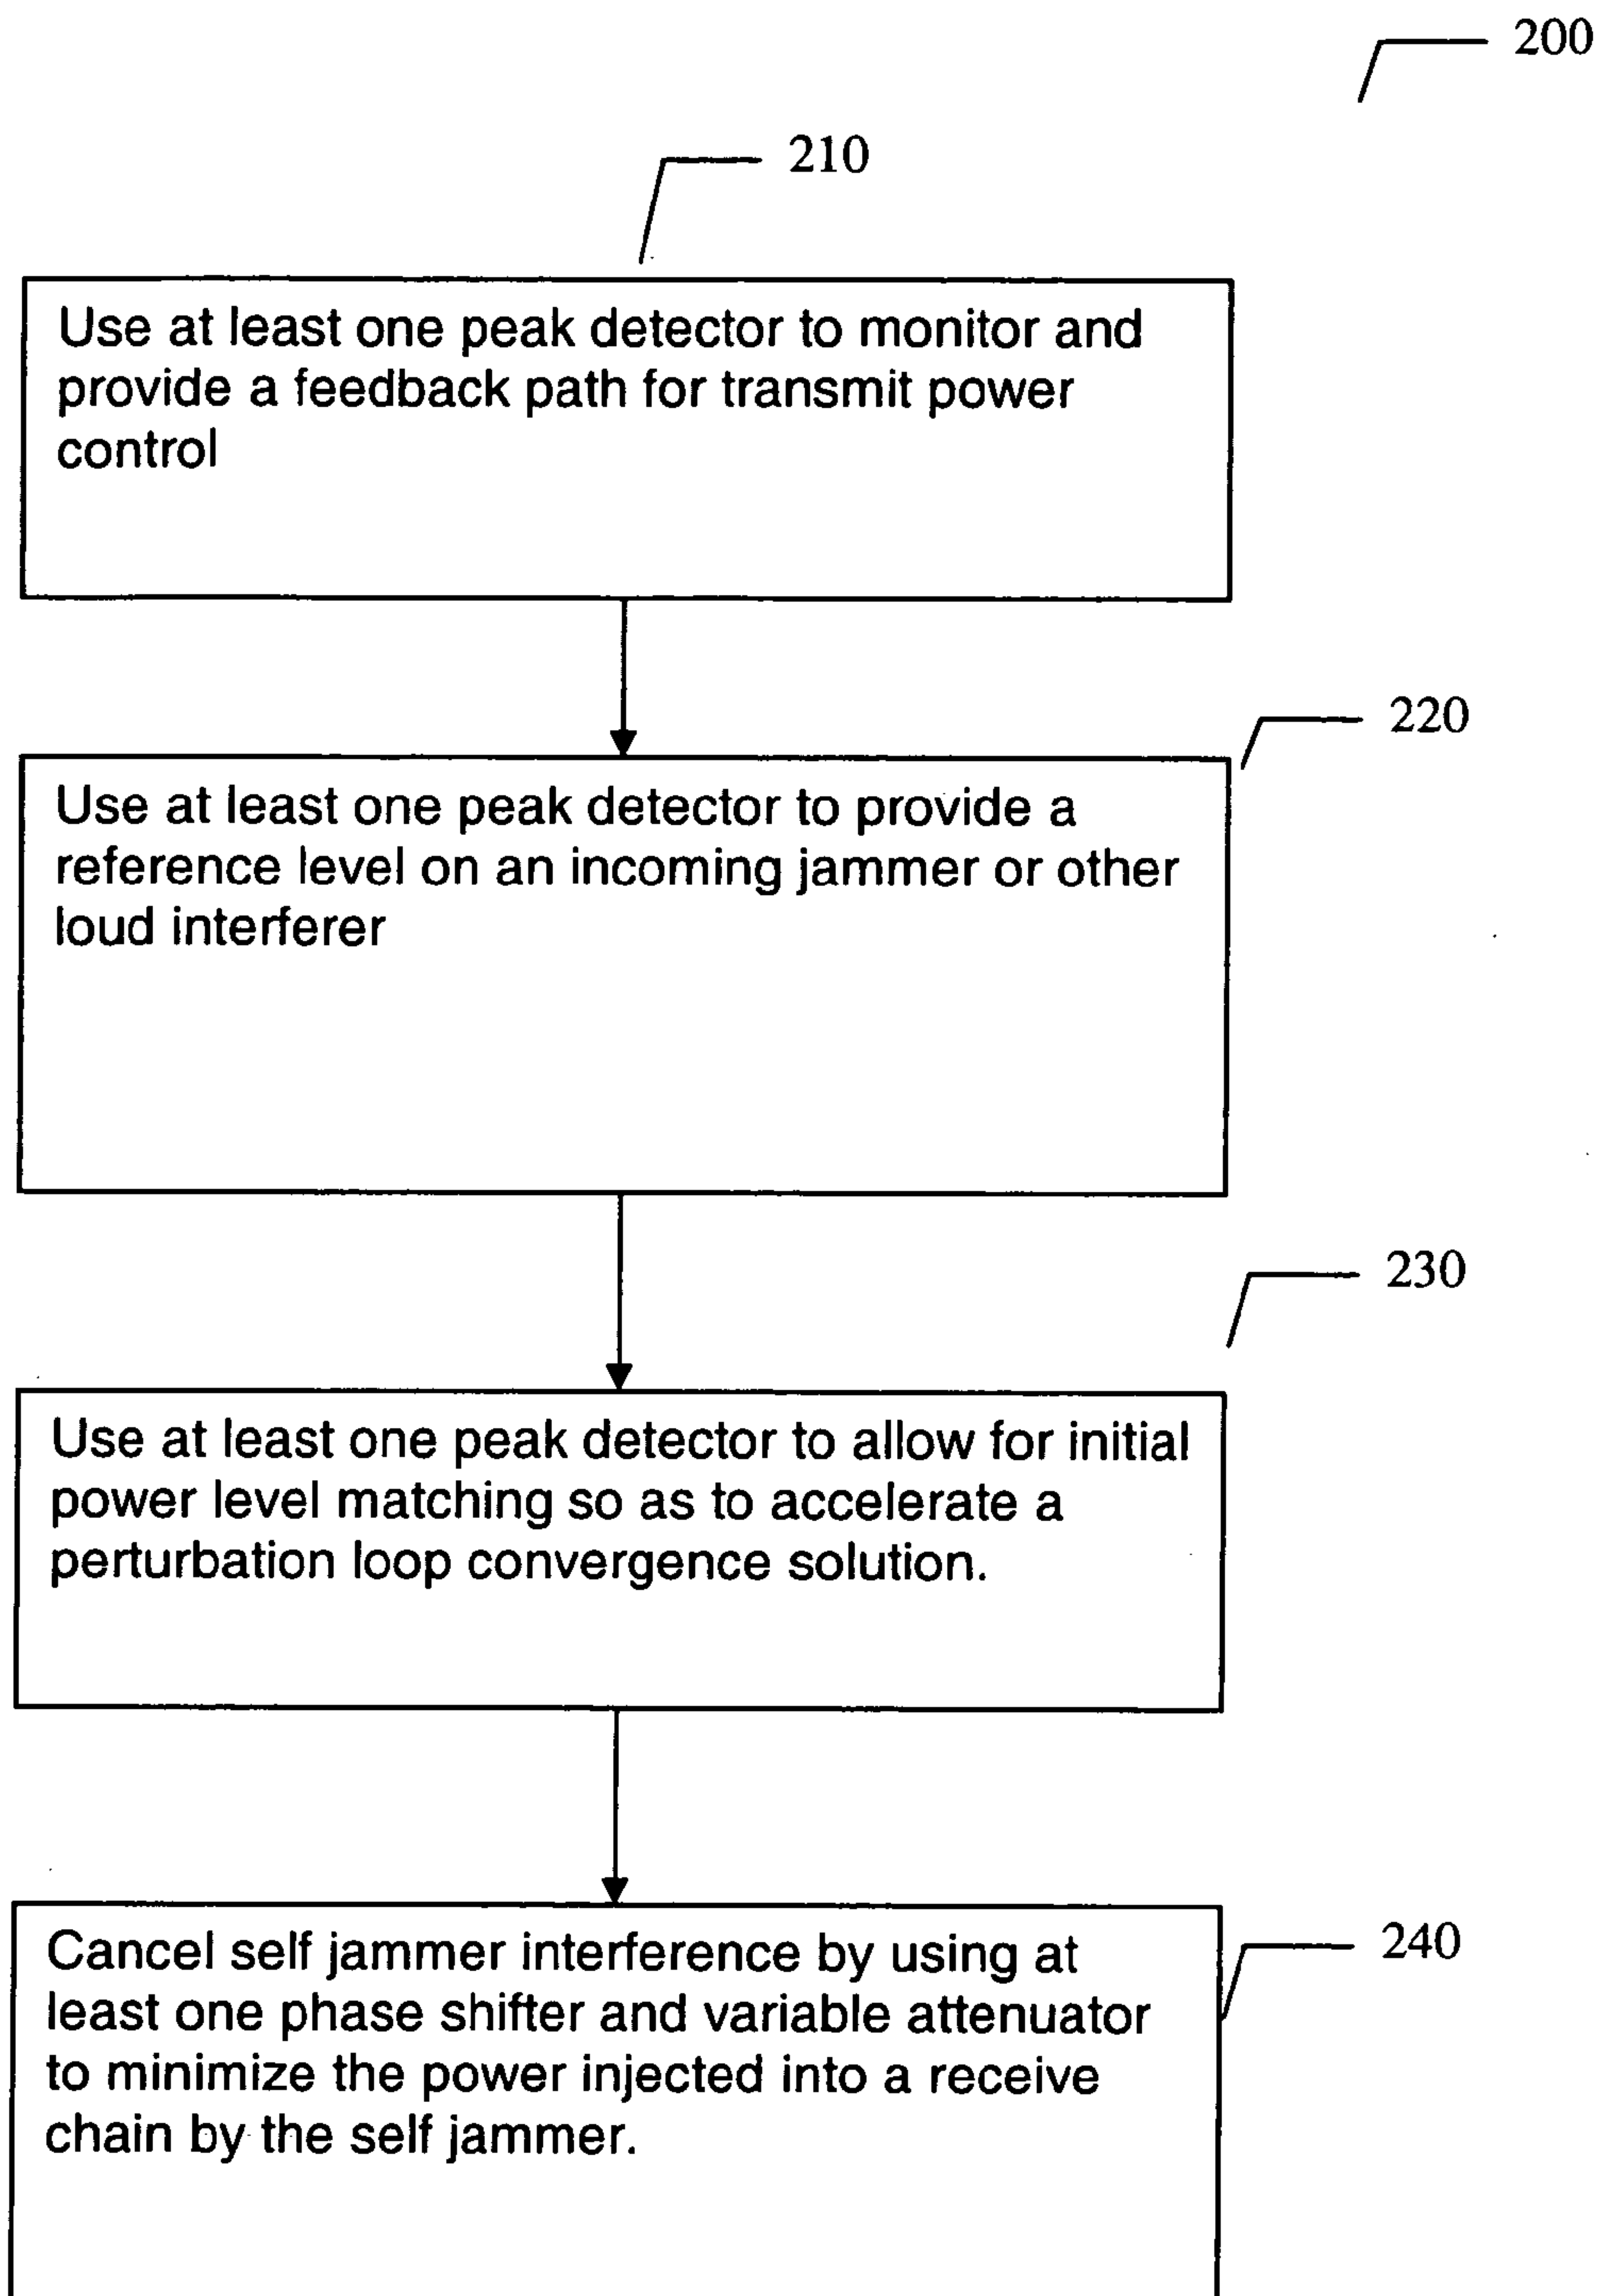 200
210
Use at least one peak detector to monitor and
provide a feedback path for transmit power
control
220
Use at least one peak detector to provide a
reference level on an incoming jammer or other
loud interferer
230
Use at least one peak detector to allow for initial
power level matching so as to accelerate a
perturbation loop convergence solution.
240
Cancel self jammer interference by using at
least one phase shifter and variable attenuator
to minimize the power injected into a receive
chain by the self jammer.